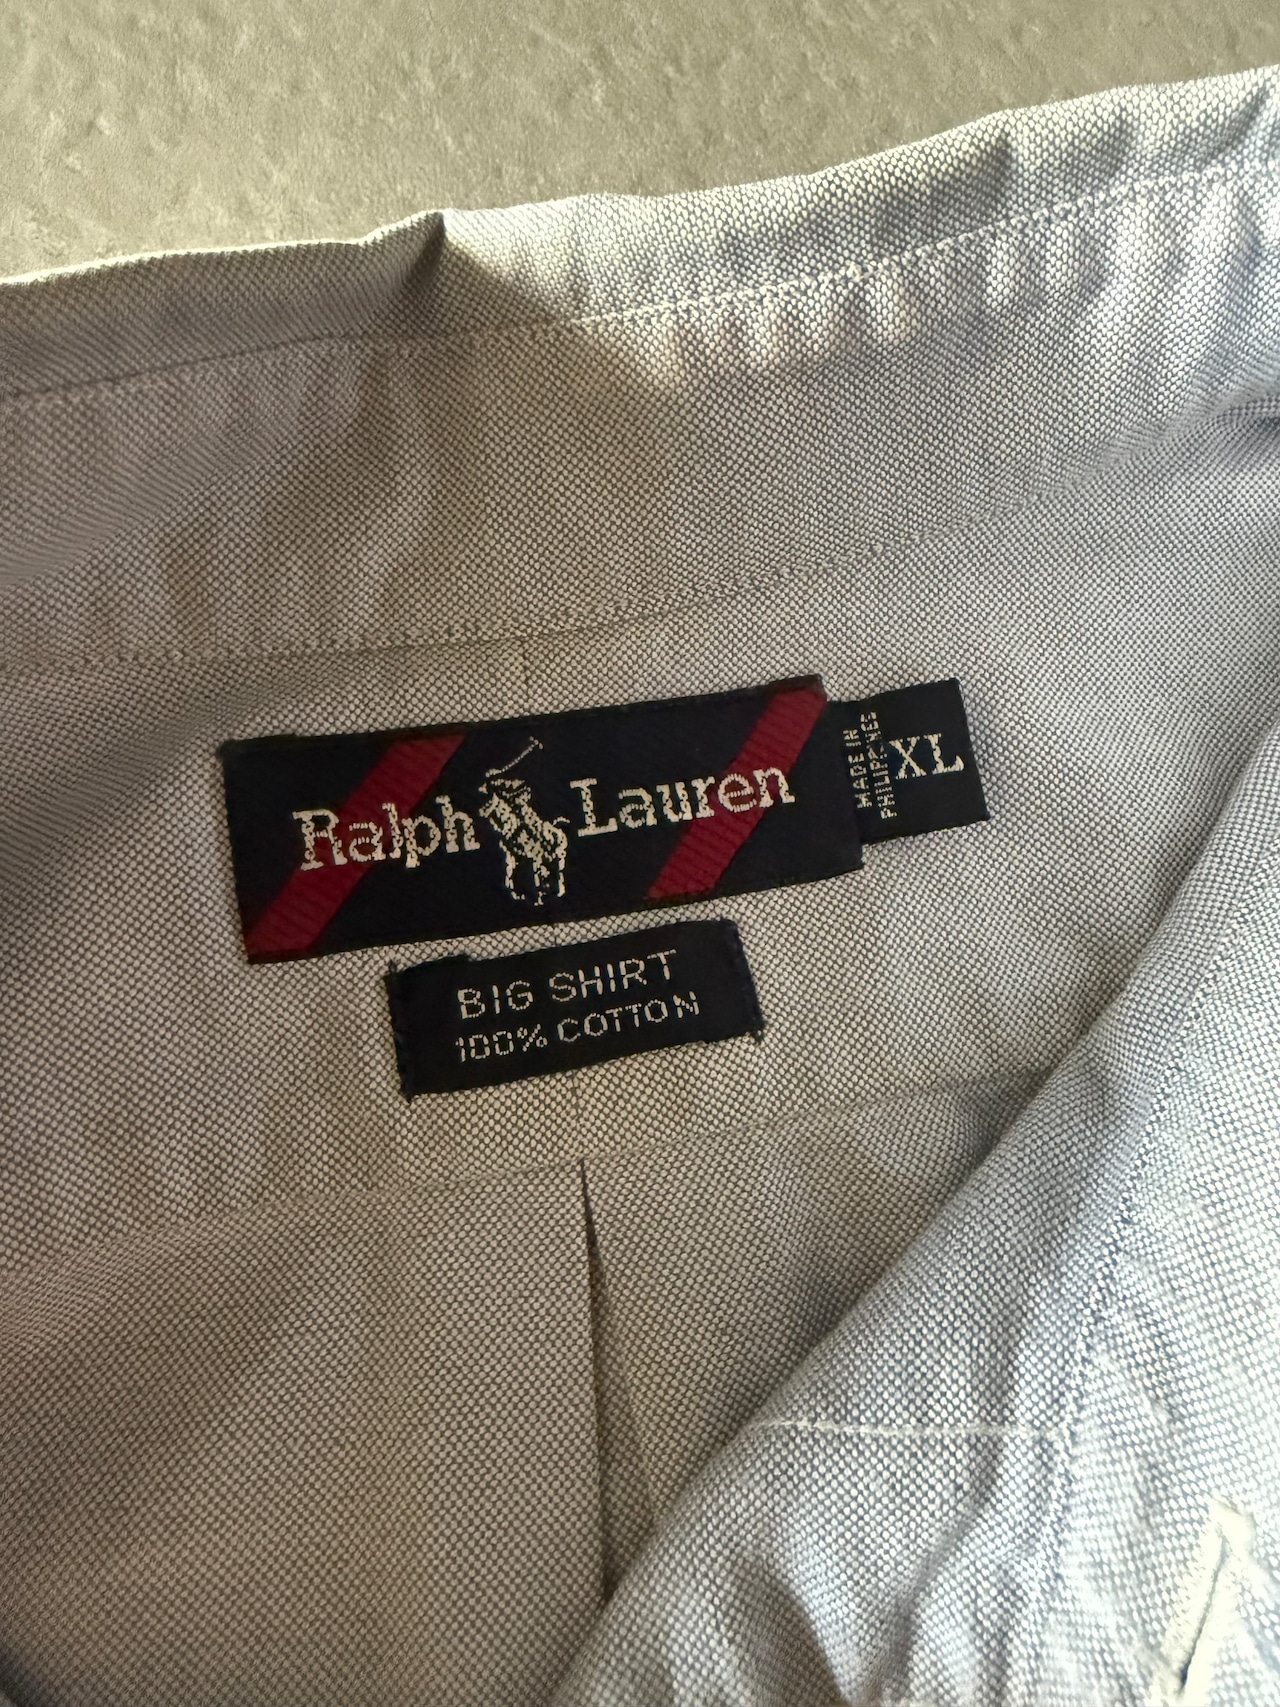 Ralph Lauren
MADE IN
PHILIPPINES
XL
BIG SHIRT
100% COTTON